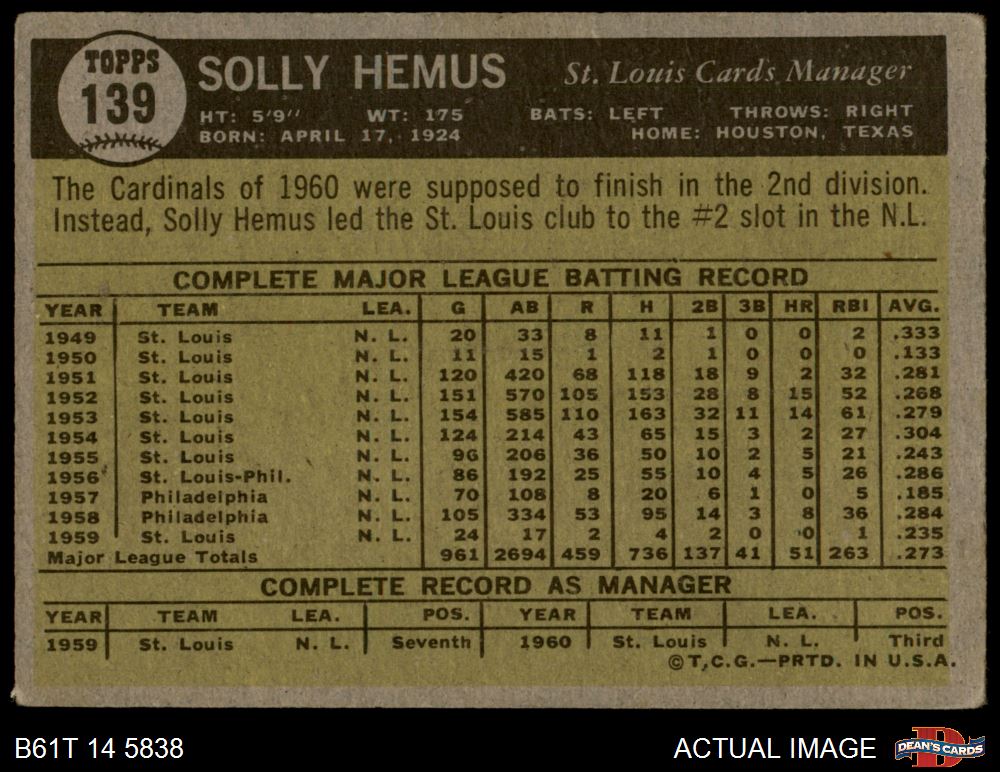 TOPPS
139
SOLLY HEMUS St. Louis Cards Manager
HT: 5'9" WT: 175 BATS: LEFT THROWS: RIGHT
BORN: APRIL 17, 1924 HOME: HOUSTON, TEXAS
The Cardinals of 1960 were supposed to finish in the 2nd division.
Instead, Solly Hemus led the St. Louis club to the #2 slot in the N.L.
COMPLETE MAJOR LEAGUE BATTING RECORD
YEAR TEAM LEA. G AB R H 2B 3B HR RBI AVG.
1949 St. Louis N. L. 20 33 8 11 1 0 0 2 .333
1950 St. Louis N. L. 11 15 1 2 1 0 0 0 .133
1951 St. Louis N. L. 120 420 68 118 18 9 2 32 .281
1952 St. Louis N. L. 151 570 105 153 28 8 15 52 .268
1953 St. Louis N. L. 154 585 110 163 32 11 14 61 .279
1954 St. Louis N. L. 124 214 43 65 15 3 2 27 .304
1955 St. Louis N. L. 96 206 36 50 10 2 5 21 .243
1956 St. Louis-Phil. N. L. 86 192 25 55 10 4 5 26 .286
1957 Philadelphia N. L. 70 108 8 20 6 1 0 5 .185
1958 Philadelphia N. L. 105 334 53 95 14 3 8 36 .284
1959 St. Louis N. L. 24 17 2 4 2 0 0 1 .235
Major League Totals 961 2694 459 736 137 41 51 263 .273
COMPLETE RECORD AS MANAGER
YEAR TEAM LEA. POS. YEAR TEAM LEA. POS.
1959 St. Louis N. L. Seventh 1960 St. Louis N. L. Third
©T.C.G.—PRTD. IN U.S.A.
B61T 14 5838 ACTUAL IMAGE DEAN'S CARDS